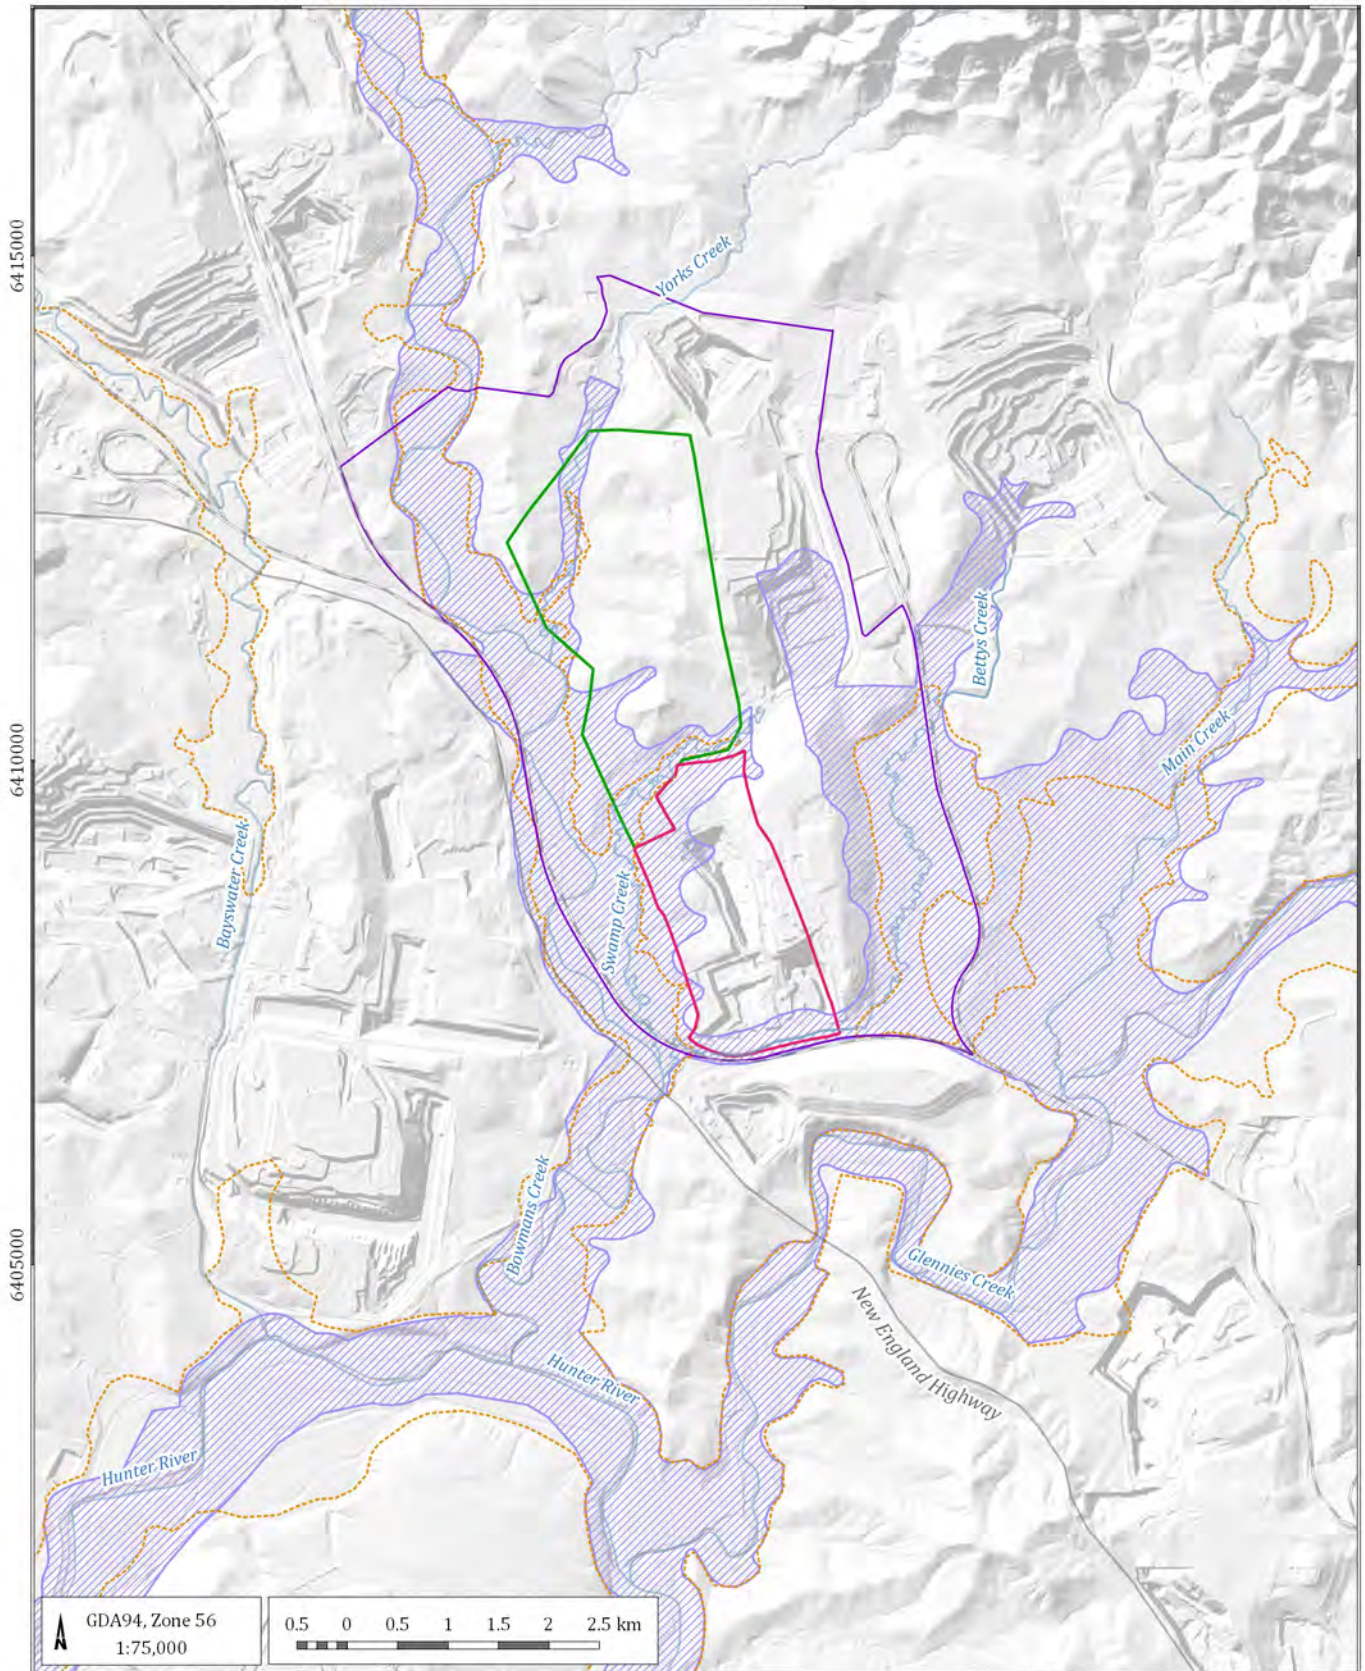 6415000
Yorks Creek
Bettys Creek
6410000
Main Creek
Bayswater Creek
Swamp Creek
Bowmans Creek
6405000
Glennies Creek
New England Highway
Hunter River
Hunter River
GDA94, Zone 56
1:75,000
0.5 0 0.5 1 1.5 2 2.5 km
N